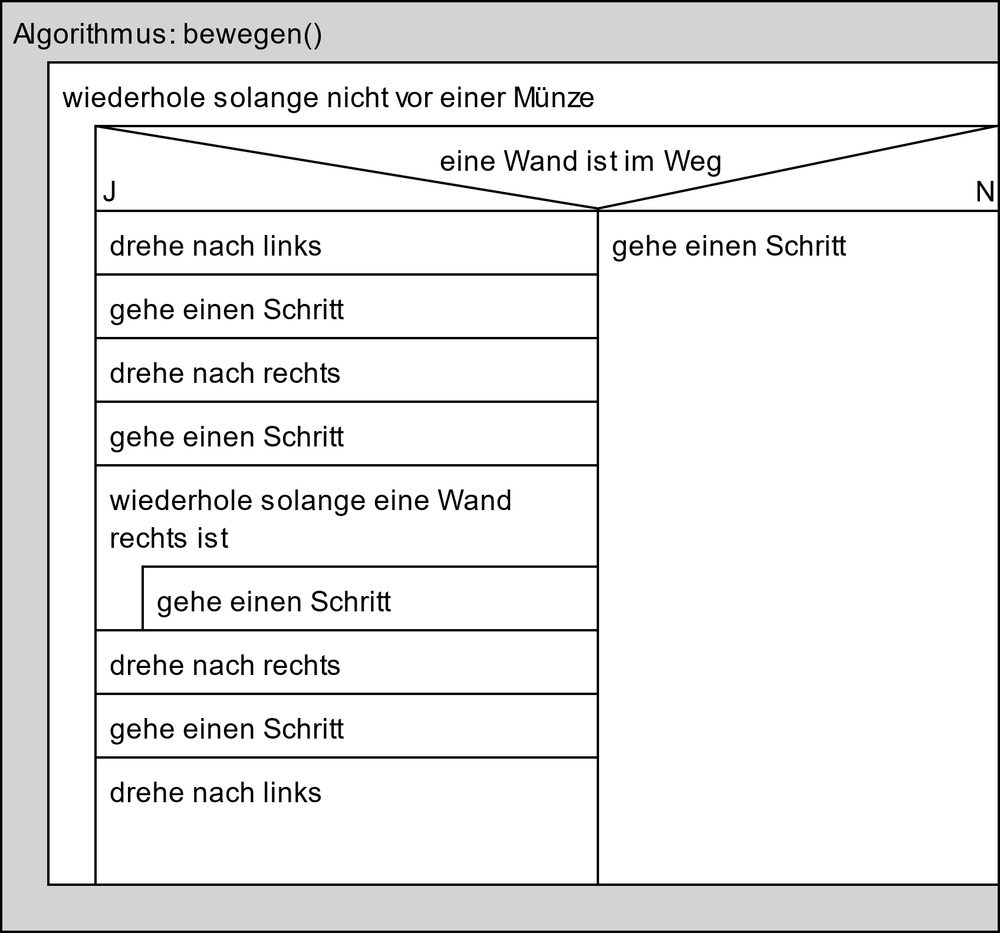 Algorithmus: bewegen()
wiederhole solange nicht vor einer Münze
eine Wand ist im Weg
J
N
drehe nach links
gehe einen Schritt
gehe einen Schritt
drehe nach rechts
gehe einen Schritt
wiederhole solange eine Wand
rechts ist
gehe einen Schritt
drehe nach rechts
gehe einen Schritt
drehe nach links